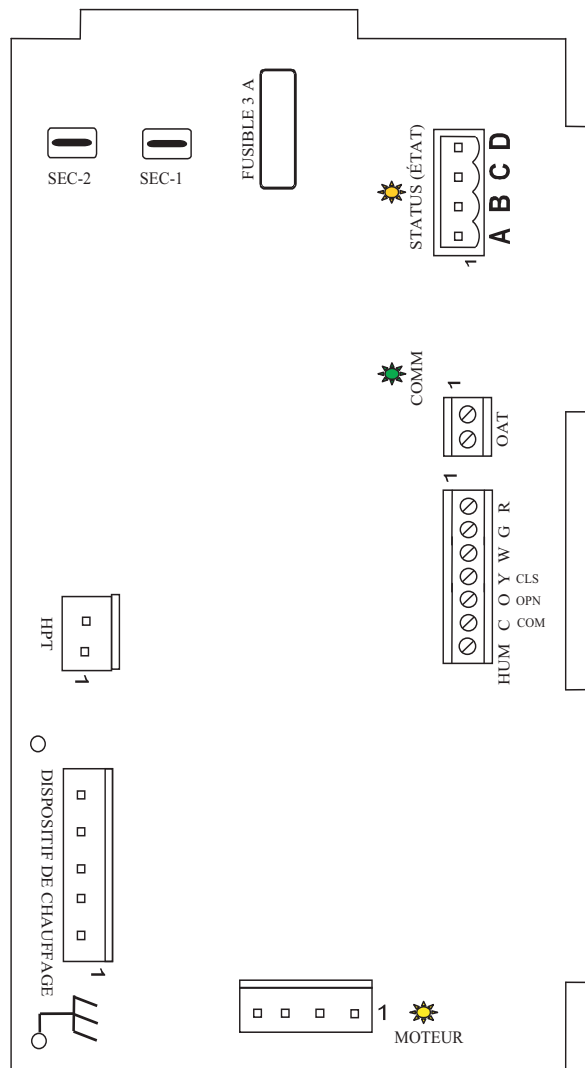 SEC-2
SEC-1
FUSIBLE 3 A
STATUS (ÉTAT)
A B C D
1
COMM
1
OAT
1
HUM C O Y W G R
CLS
OPN
COM
HPT
1
DISPOSITIF DE CHAUFFAGE
1
1
MOTEUR